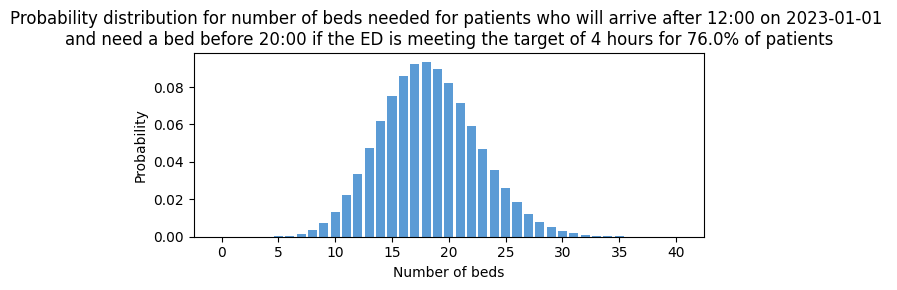 Probability distribution for number of beds needed for patients who will arrive after 12:00 on 2023-01-01
and need a bed before 20:00 if the ED is meeting the target of 4 hours for 76.0% of patients
0.08
0.06
0.04
0.02
0.00
Probability
0 5 10 15 20 25 30 35 40
Number of beds